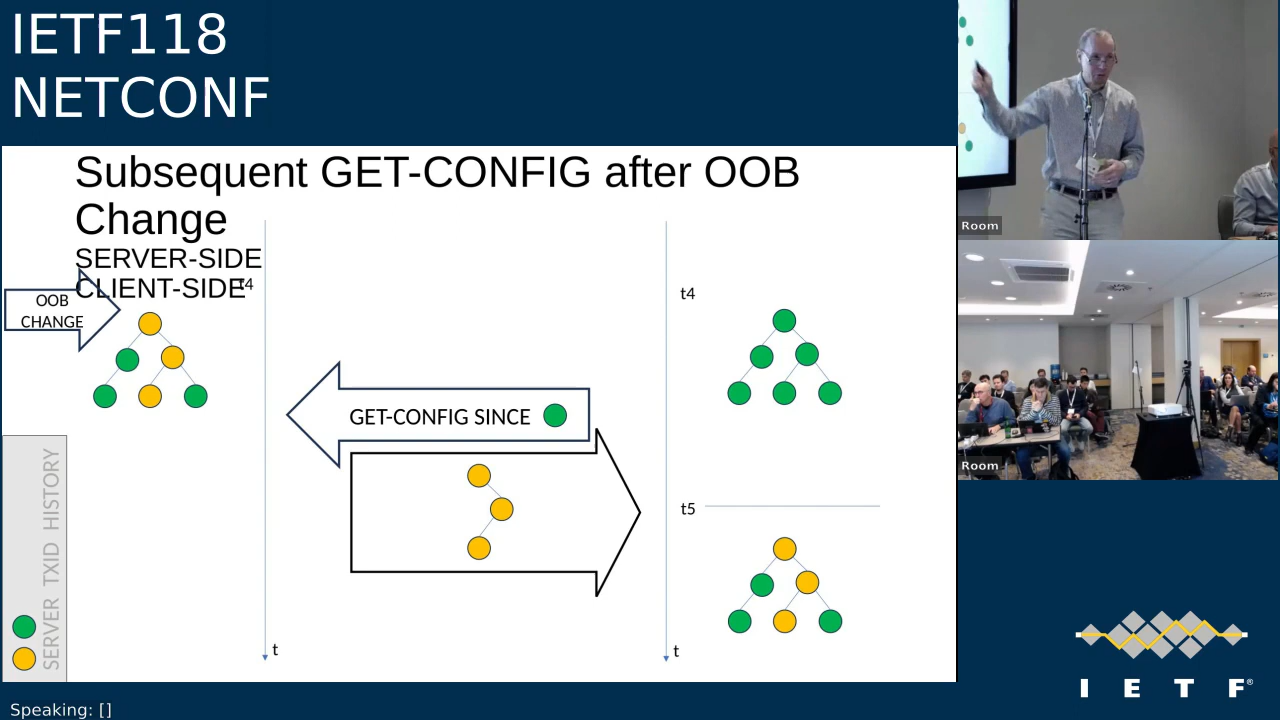 IETF118
NETCONF
Subsequent GET-CONFIG after OOB
Change
SERVER-SIDE
CLIENT-SIDE
t4
OOB
CHANGE
t4
GET-CONFIG SINCE
t5
SERVER TXID HISTORY
t
t
Room
Room
I E T F®
Speaking: []